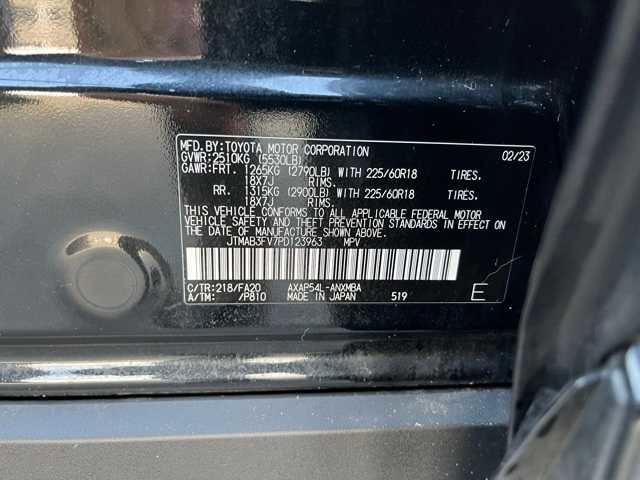 MFD.BY:TOYOTA MOTOR CORPORATION 02/23
GVWR:2510KG (5530LB)
GAWR:FRT. 1265KG (2790LB) WITH 225/60R18 TIRES.
18X7J RIMS.
RR. 1315KG (2900LB) WITH 225/60R18 TIRES.
18X7J RIMS.
THIS VEHICLE CONFORMS TO ALL APPLICABLE FEDERAL MOTOR
VEHICLE SAFETY AND THEFT PREVENTION STANDARDS IN EFFECT ON
THE DATE OF MANUFACTURE SHOWN ABOVE.
JTMAB3FV7PD123963 MPV
C/TR:218/FA20 AXAP54L-ANXMBA
A/TM: /P810 MADE IN JAPAN 519 E